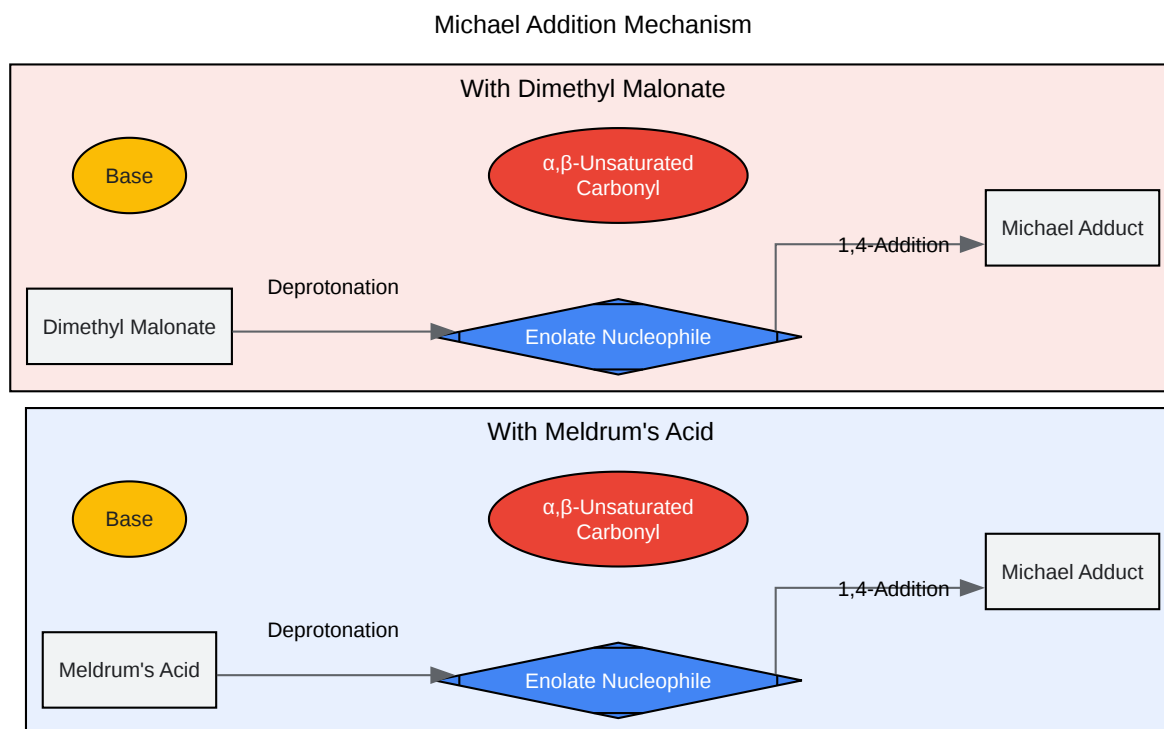 Michael Addition Mechanism
With Dimethyl Malonate
Base
α,β-Unsaturated
Carbonyl
Michael Adduct
1,4-Addition
Deprotonation
Dimethyl Malonate
Enolate Nucleophile
With Meldrum's Acid
Base
α,β-Unsaturated
Carbonyl
Michael Adduct
1,4-Addition
Deprotonation
Meldrum's Acid
Enolate Nucleophile